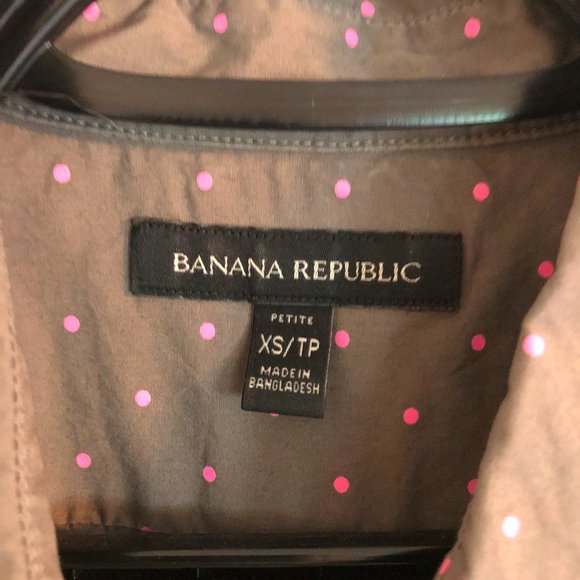 BANANA REPUBLIC
PETITE
XS/TP
MADE IN
BANGLADESH